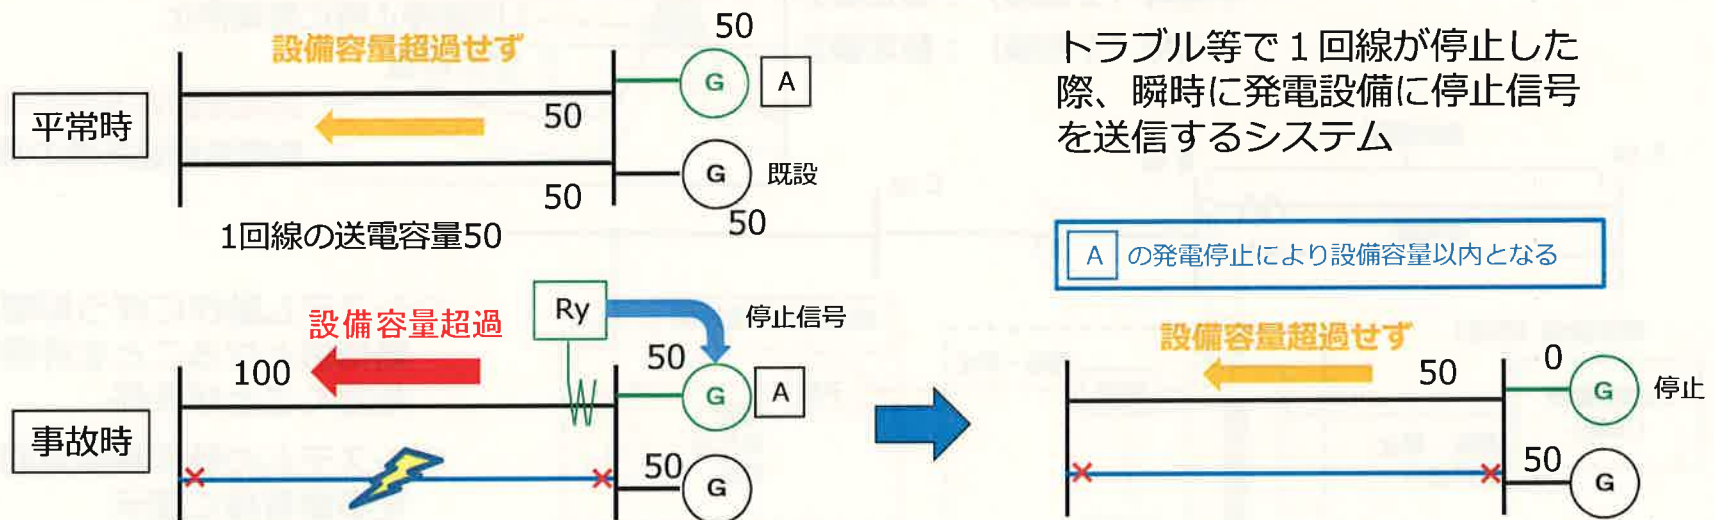 平常時
設備容量超過せず
50
50
G
A
G
既設
50
50
1回線の送電容量50
トラブル等で１回線が停止した
際、瞬時に発電設備に停止信号
を送信するシステム
A の発電停止により設備容量以内となる
事故時
設備容量超過
100
Ry
停止信号
50
G
A
50
G
設備容量超過せず
50
0
G
停止
50
G